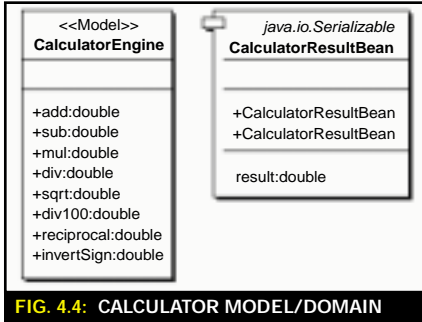 <<Model>>
CalculatorEngine
+add:double
+sub:double
+mul:double
+div:double
+sqrt:double
+div100:double
+reciprocal:double
+invertSign:double
java.io.Serializable
CalculatorResultBean
+CalculatorResultBean
+CalculatorResultBean
result:double
FIG. 4.4: CALCULATOR MODEL/DOMAIN